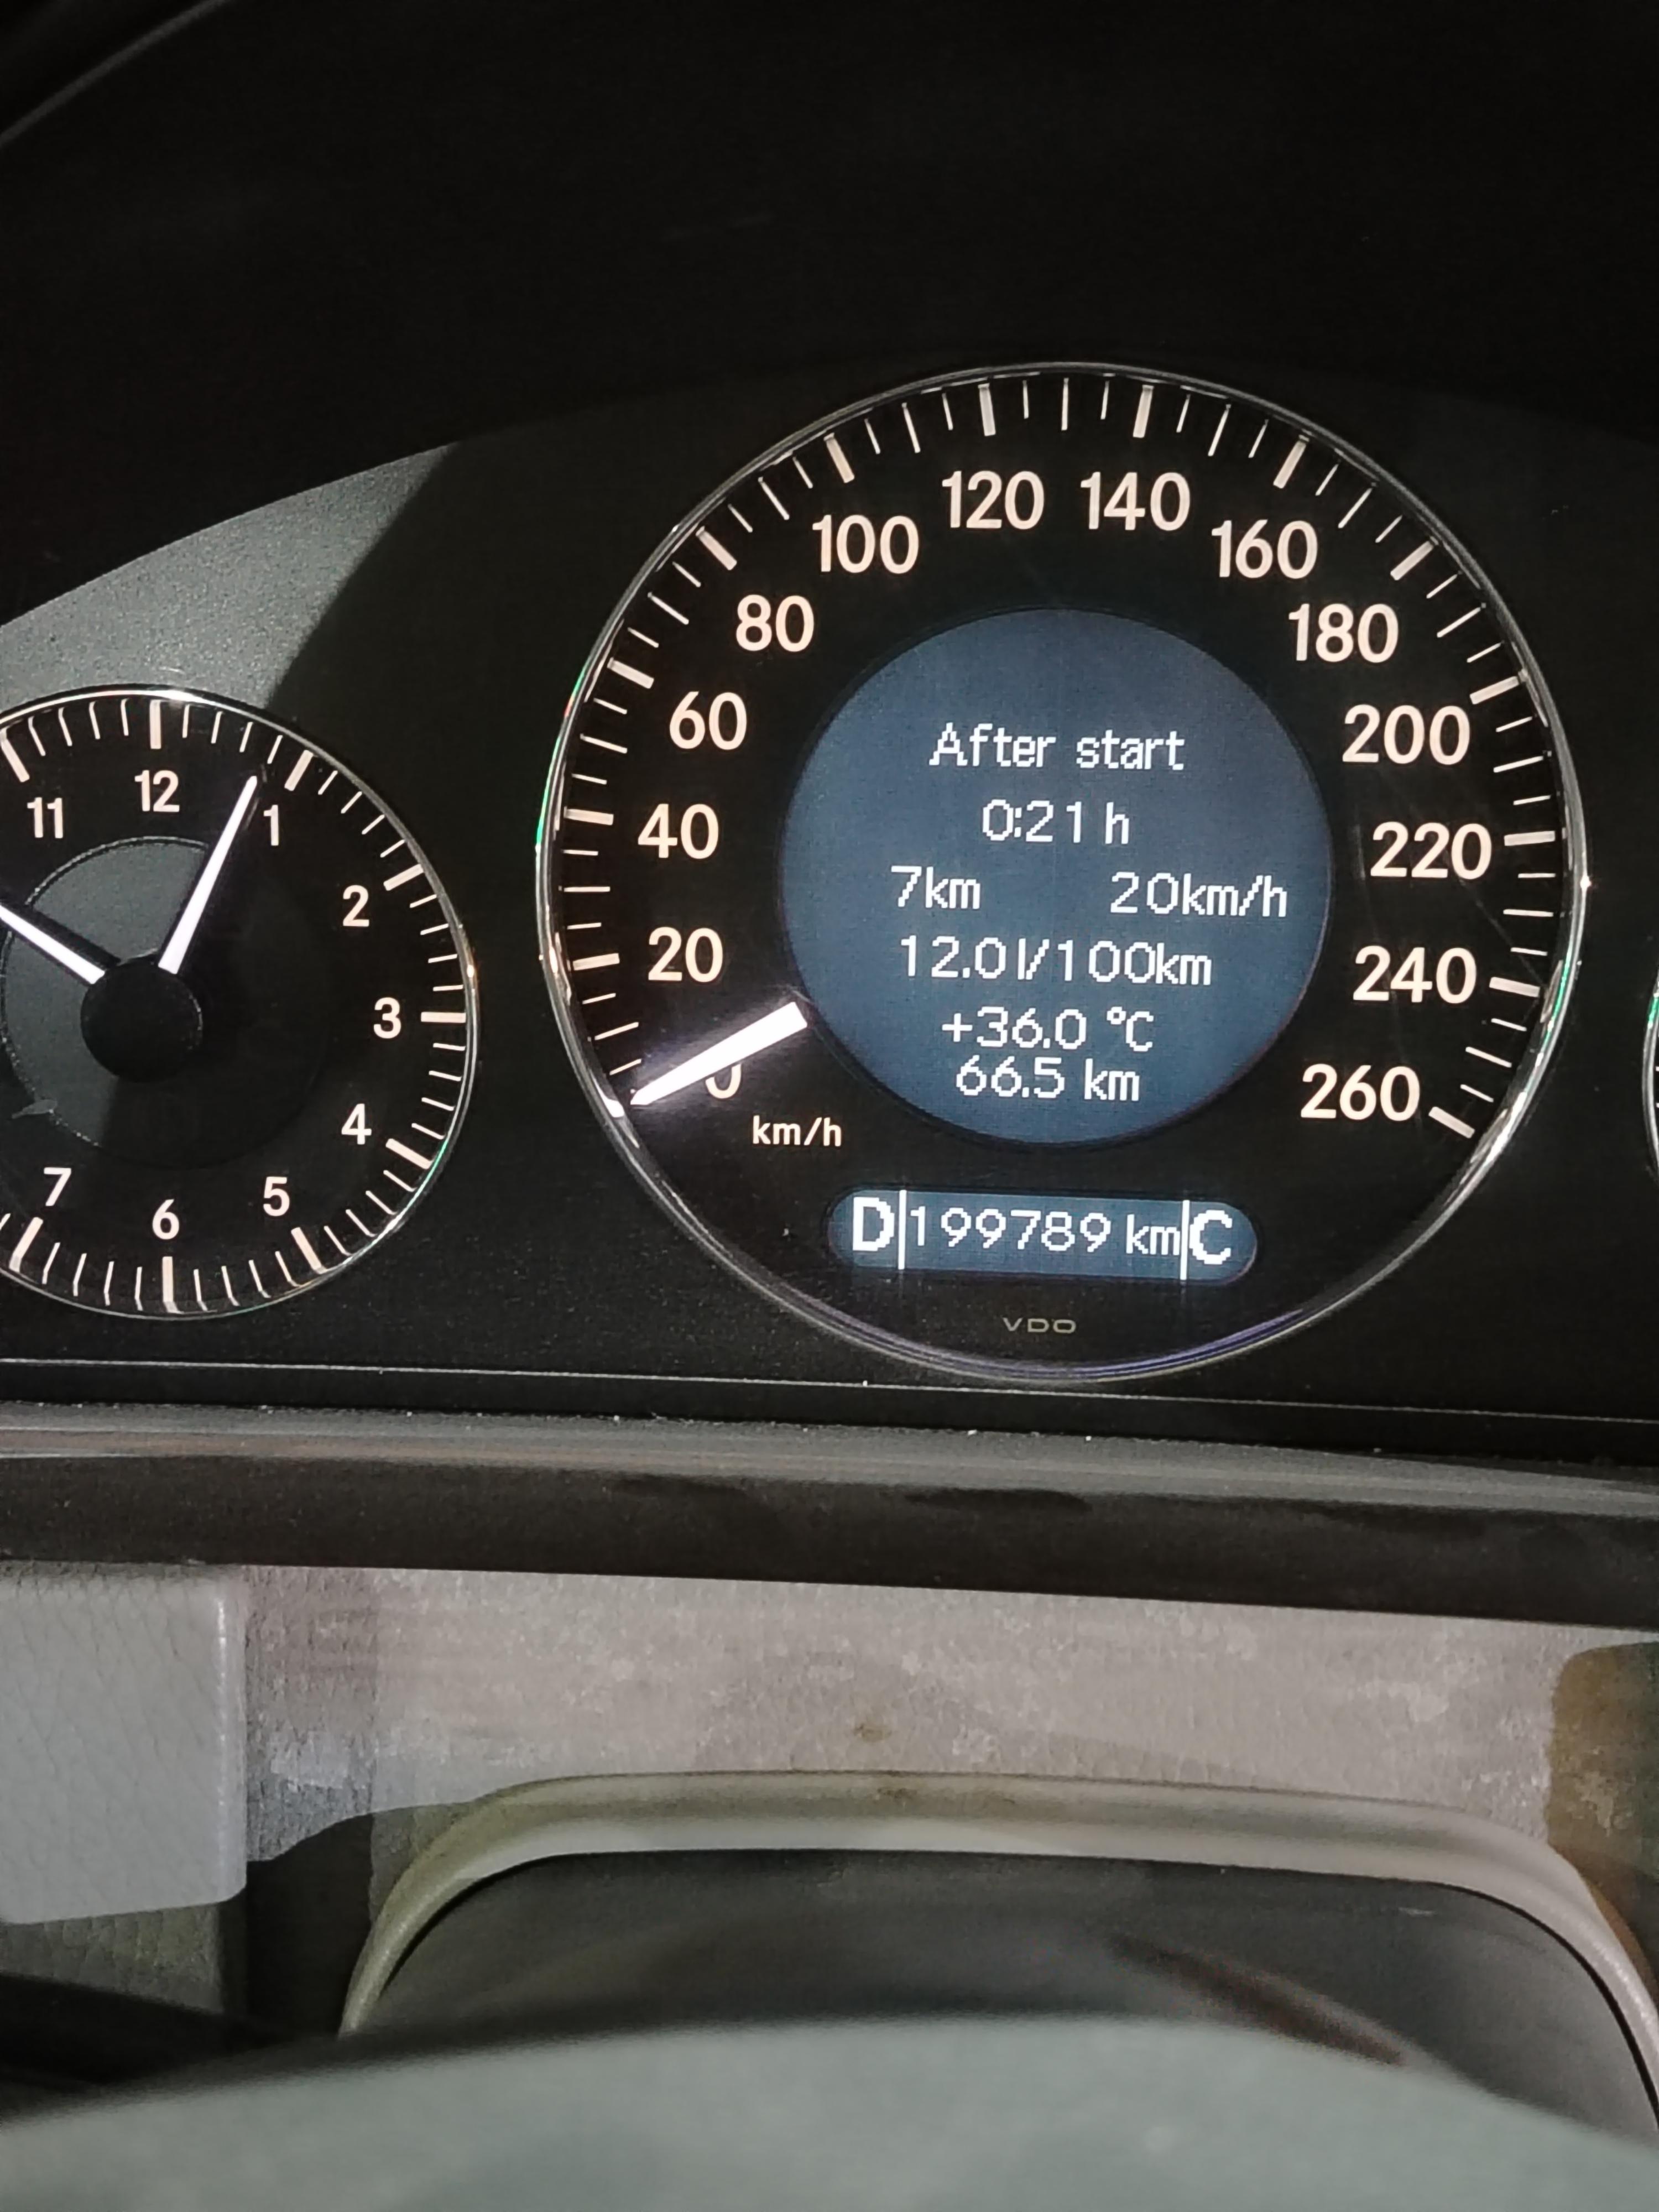 11
12
1
2
3
4
5
6
7
0
20
40
60
80
100
120
140
160
180
200
220
240
260
km/h
After start
0:21 h
7km 20km/h
12.0 l/100km
+36.0 °C
66.5 km
D 199789 km C
VDO